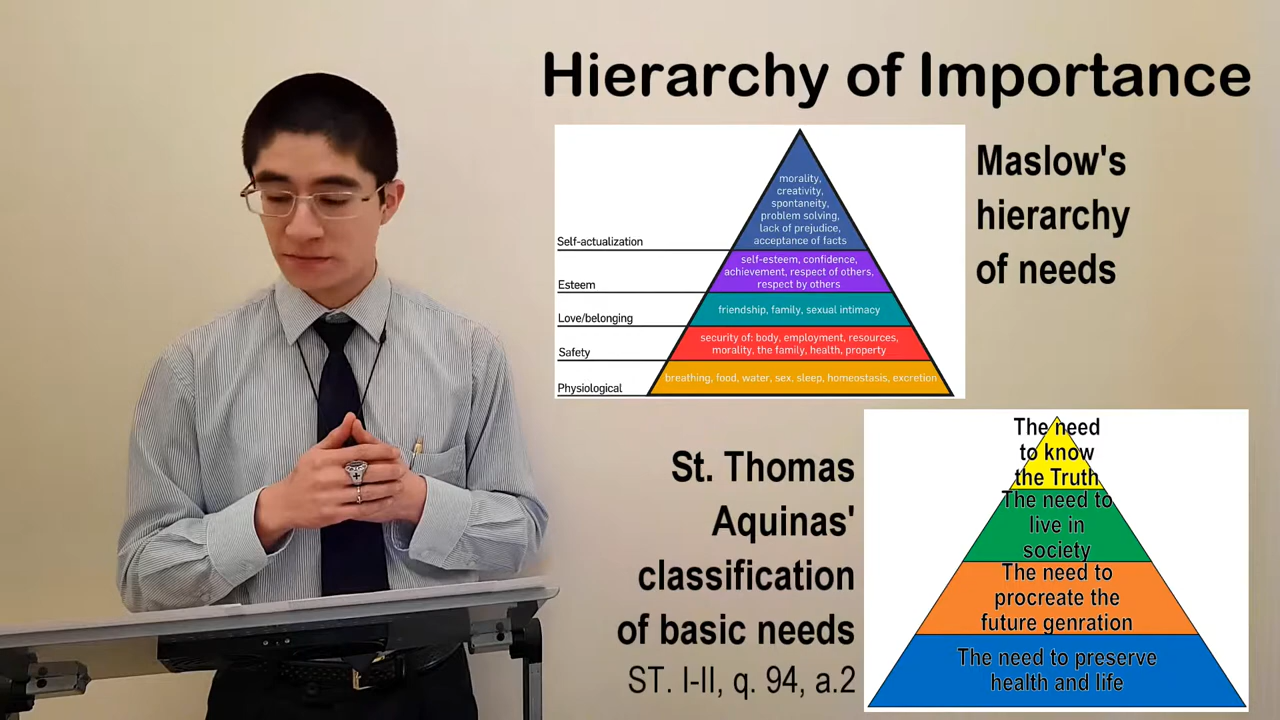 Hierarchy of Importance
Maslow's
hierarchy
of needs
morality,
creativity,
spontaneity,
problem solving,
lack of prejudice,
acceptance of facts
Self-actualization
self-esteem, confidence,
achievement, respect of others,
respect by others
Esteem
friendship, family, sexual intimacy
Love/belonging
security of: body, employment, resources,
morality, the family, health, property
Safety
breathing, food, water, sex, sleep, homeostasis, excretion
Physiological
St. Thomas
Aquinas'
classification
of basic needs
ST. I-II, q. 94, a.2
The need
to know
the Truth
The need to
live in
society
The need to
procreate the
future genration
The need to preserve
health and life